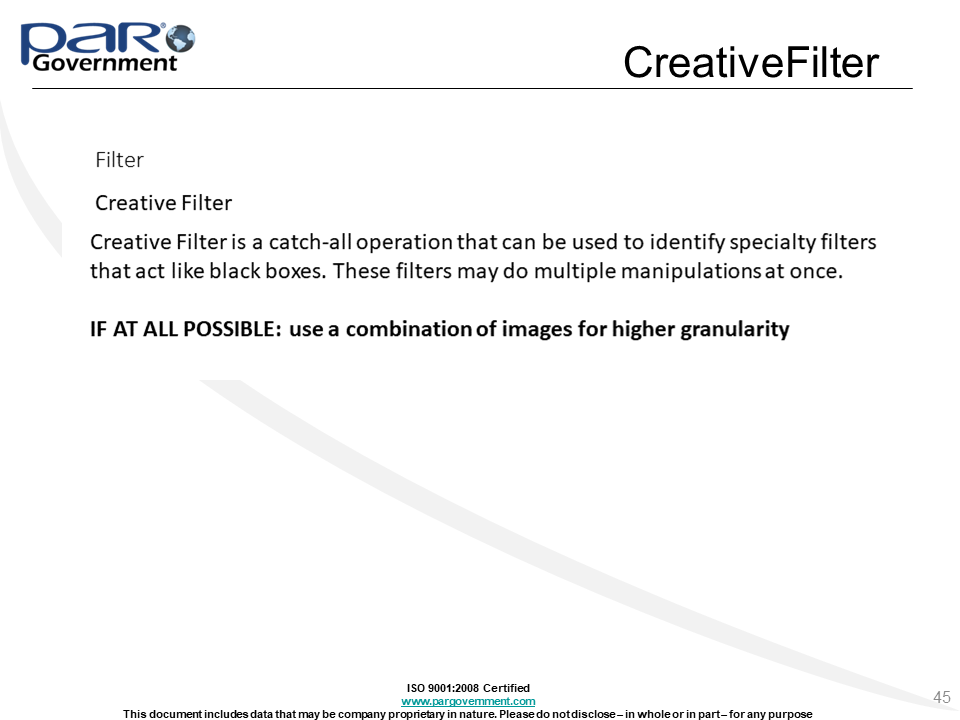 PAR® Government
CreativeFilter
Filter
Creative Filter
Creative Filter is a catch-all operation that can be used to identify specialty filters
that act like black boxes. These filters may do multiple manipulations at once.
IF AT ALL POSSIBLE: use a combination of images for higher granularity
ISO 9001:2008 Certified
www.pargovernment.com
This document includes data that may be company proprietary in nature. Please do not disclose – in whole or in part – for any purpose
45